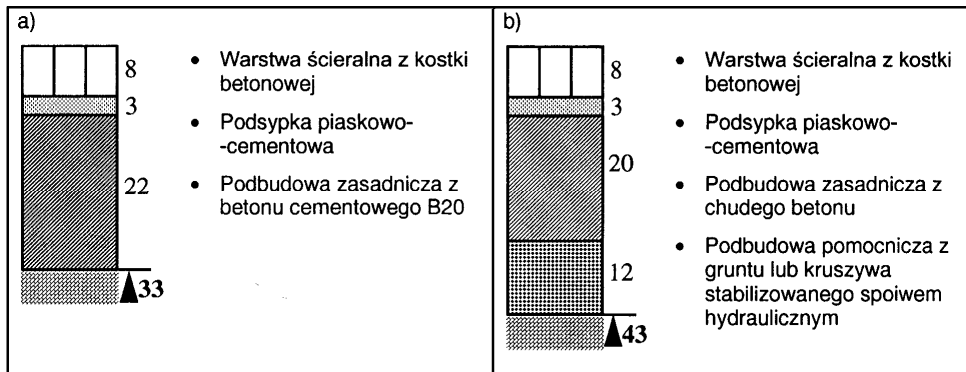 a)
8
3
22
33
• Warstwa ścieralna z kostki
betonowej
• Podsypka piaskowo-
-cementowa
• Podbudowa zasadnicza z
betonu cementowego B20
b)
8
3
20
12
43
• Warstwa ścieralna z kostki
betonowej
• Podsypka piaskowo-
-cementowa
• Podbudowa zasadnicza z
chudego betonu
• Podbudowa pomocnicza z
gruntu lub kruszywa
stabilizowanego spoiwem
hydraulicznym